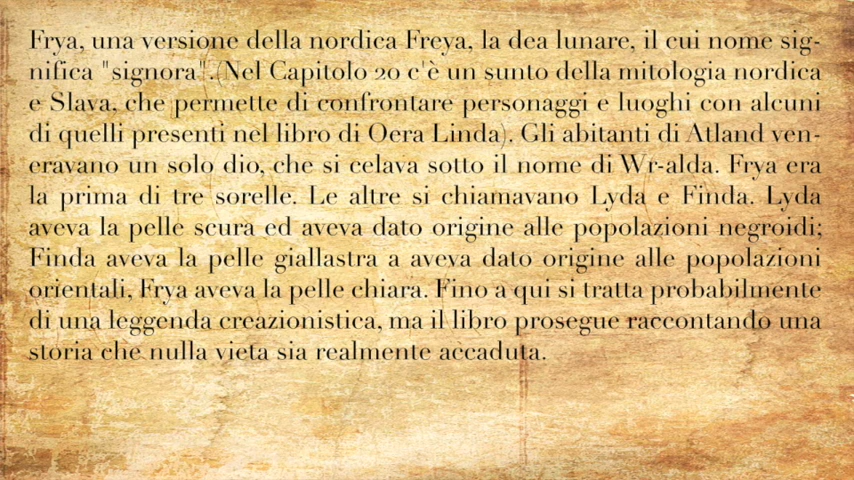 Frya, una versione della nordica Freya, la dea lunare, il cui nome sig-
nifica "signora".(Nel Capitolo 20 c'è un sunto della mitologia nordica
e Slava, che permette di confrontare personaggi e luoghi con alcuni
di quelli presenti nel libro di Oera Linda). Gli abitanti di Atland ven-
eravano un solo dio, che si celava sotto il nome di Wr-alda. Frya era
la prima di tre sorelle. Le altre si chiamavano Lyda e Finda. Lyda
aveva la pelle scura ed aveva dato origine alle popolazioni negroidi;
Finda aveva la pelle giallastra a aveva dato origine alle popolazioni
orientali, Frya aveva la pelle chiara. Fino a qui si tratta probabilmente
di una leggenda creazionistica, ma il libro prosegue raccontando una
storia che nulla vieta sia realmente accaduta.